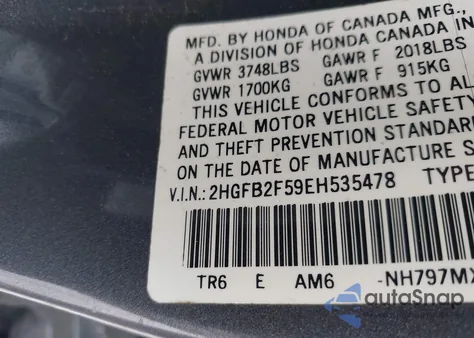 MFD. BY HONDA OF CANADA MFG.,
A DIVISION OF HONDA CANADA IN
GVWR 3748LBS GAWR F 2018LBS
GVWR 1700KG GAWR F 915KG
THIS VEHICLE CONFORMS TO AL
FEDERAL MOTOR VEHICLE SAFETY
AND THEFT PREVENTION STANDAR
ON THE DATE OF MANUFACTURE S
V.I.N.: 2HGFB2F59EH535478 TYPE
TR6 E AM6 -NH797MX
autoSnap